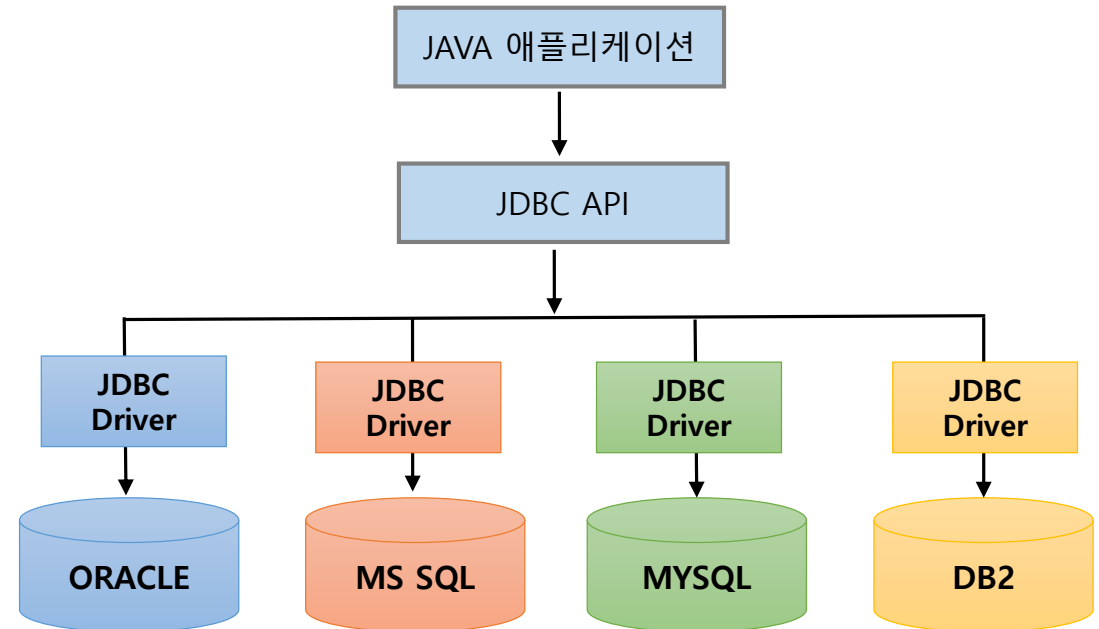 JAVA 애플리케이션
JDBC API
JDBC
Driver
JDBC
Driver
JDBC
Driver
JDBC
Driver
ORACLE
MS SQL
MYSQL
DB2